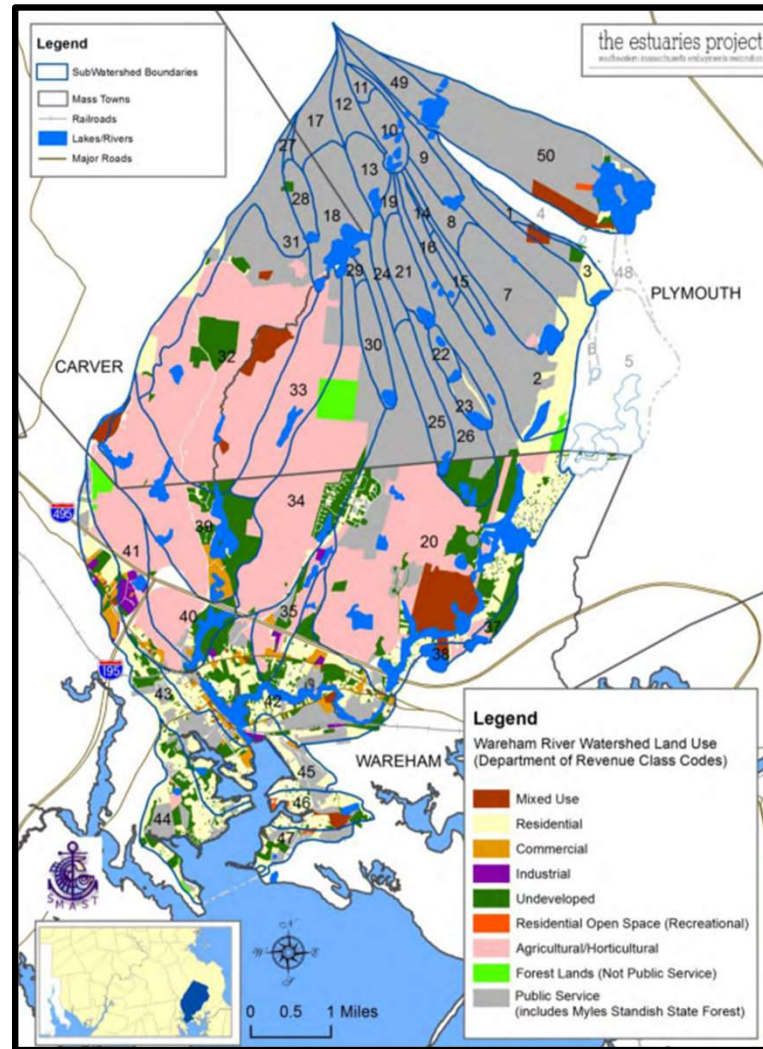 Legend
SubWatershed Boundaries
Mass Towns
Railroads
Lakes/Rivers
Major Roads
the estuaries project
49
11
12
17
10
50
27
13
9
28
19
14
1
4
18
8
16
31
29
24
21
3
15
48
7
PLYMOUTH
22
30
32
6
5
CARVER
33
2
23
25
26
34
495
39
20
41
35
40
37
38
195
43
42
WAREHAM
45
46
44
47
SMAST
N
W
E
S
0 0.5 1 Miles
Legend
Wareham River Watershed Land Use
(Department of Revenue Class Codes)
Mixed Use
Residential
Commercial
Industrial
Undeveloped
Residential Open Space (Recreational)
Agricultural/Horticultural
Forest Lands (Not Public Service)
Public Service
(includes Myles Standish State Forest)